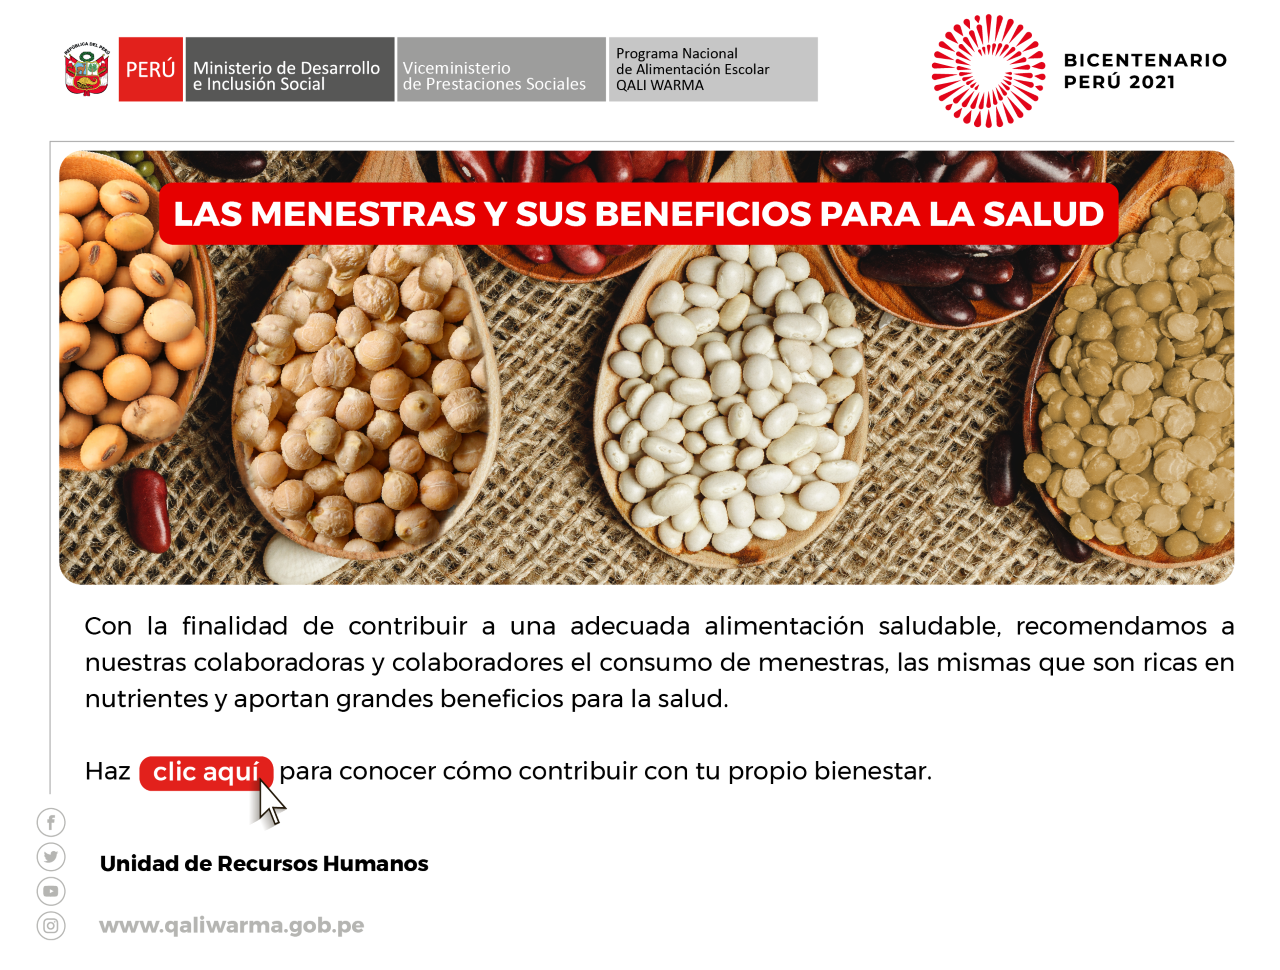 REPÚBLICA DEL PERÚ
PERÚ
Ministerio de Desarrollo
e Inclusión Social
Viceministerio
de Prestaciones Sociales
Programa Nacional
de Alimentación Escolar
QALI WARMA
BICENTENARIO
PERÚ 2021
LAS MENESTRAS Y SUS BENEFICIOS PARA LA SALUD
Con la finalidad de contribuir a una adecuada alimentación saludable, recomendamos a
nuestras colaboradoras y colaboradores el consumo de menestras, las mismas que son ricas en
nutrientes y aportan grandes beneficios para la salud.
Haz clic aquí para conocer cómo contribuir con tu propio bienestar.
Unidad de Recursos Humanos
www.qaliwarma.gob.pe